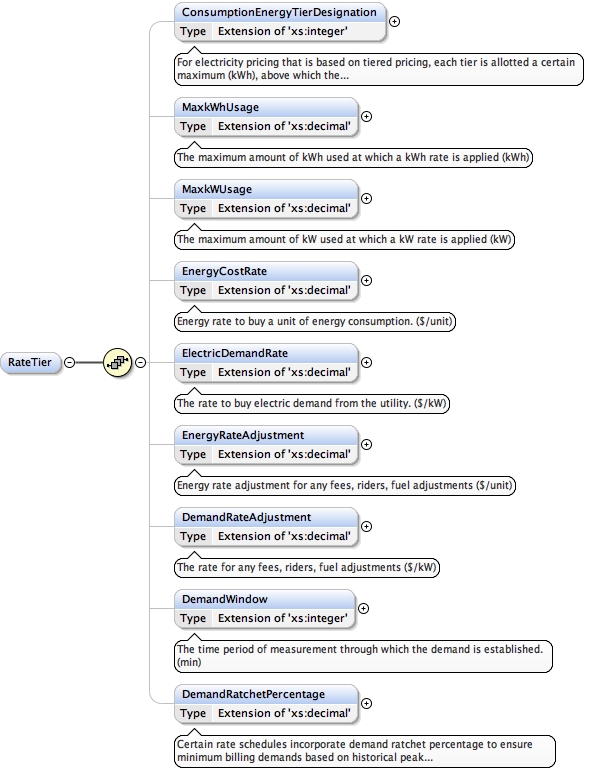 ConsumptionEnergyTierDesignation
Type Extension of 'xs:integer'
For electricity pricing that is based on tiered pricing, each tier is allotted a certain
maximum (kWh), above which the...
MaxkWhUsage
Type Extension of 'xs:decimal'
The maximum amount of kWh used at which a kWh rate is applied (kWh)
MaxkWUsage
Type Extension of 'xs:decimal'
The maximum amount of kW used at which a kW rate is applied (kW)
EnergyCostRate
Type Extension of 'xs:decimal'
Energy rate to buy a unit of energy consumption. ($/unit)
RateTier
ElectricDemandRate
Type Extension of 'xs:decimal'
The rate to buy electric demand from the utility. ($/kW)
EnergyRateAdjustment
Type Extension of 'xs:decimal'
Energy rate adjustment for any fees, riders, fuel adjustments ($/unit)
DemandRateAdjustment
Type Extension of 'xs:decimal'
The rate for any fees, riders, fuel adjustments ($/kW)
DemandWindow
Type Extension of 'xs:integer'
The time period of measurement through which the demand is established.
(min)
DemandRatchetPercentage
Type Extension of 'xs:decimal'
Certain rate schedules incorporate demand ratchet percentage to ensure
minimum billing demands based on historical peak...